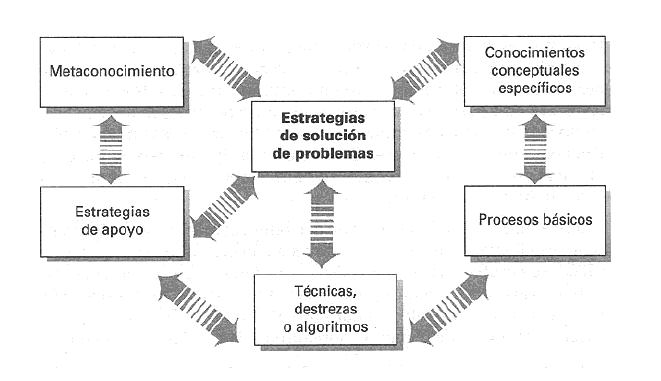 Metaconocimiento
Conocimientos
conceptuales
específicos
Estrategias
de solución
de problemas
Estrategias
de apoyo
Procesos básicos
Técnicas,
destrezas
o algoritmos